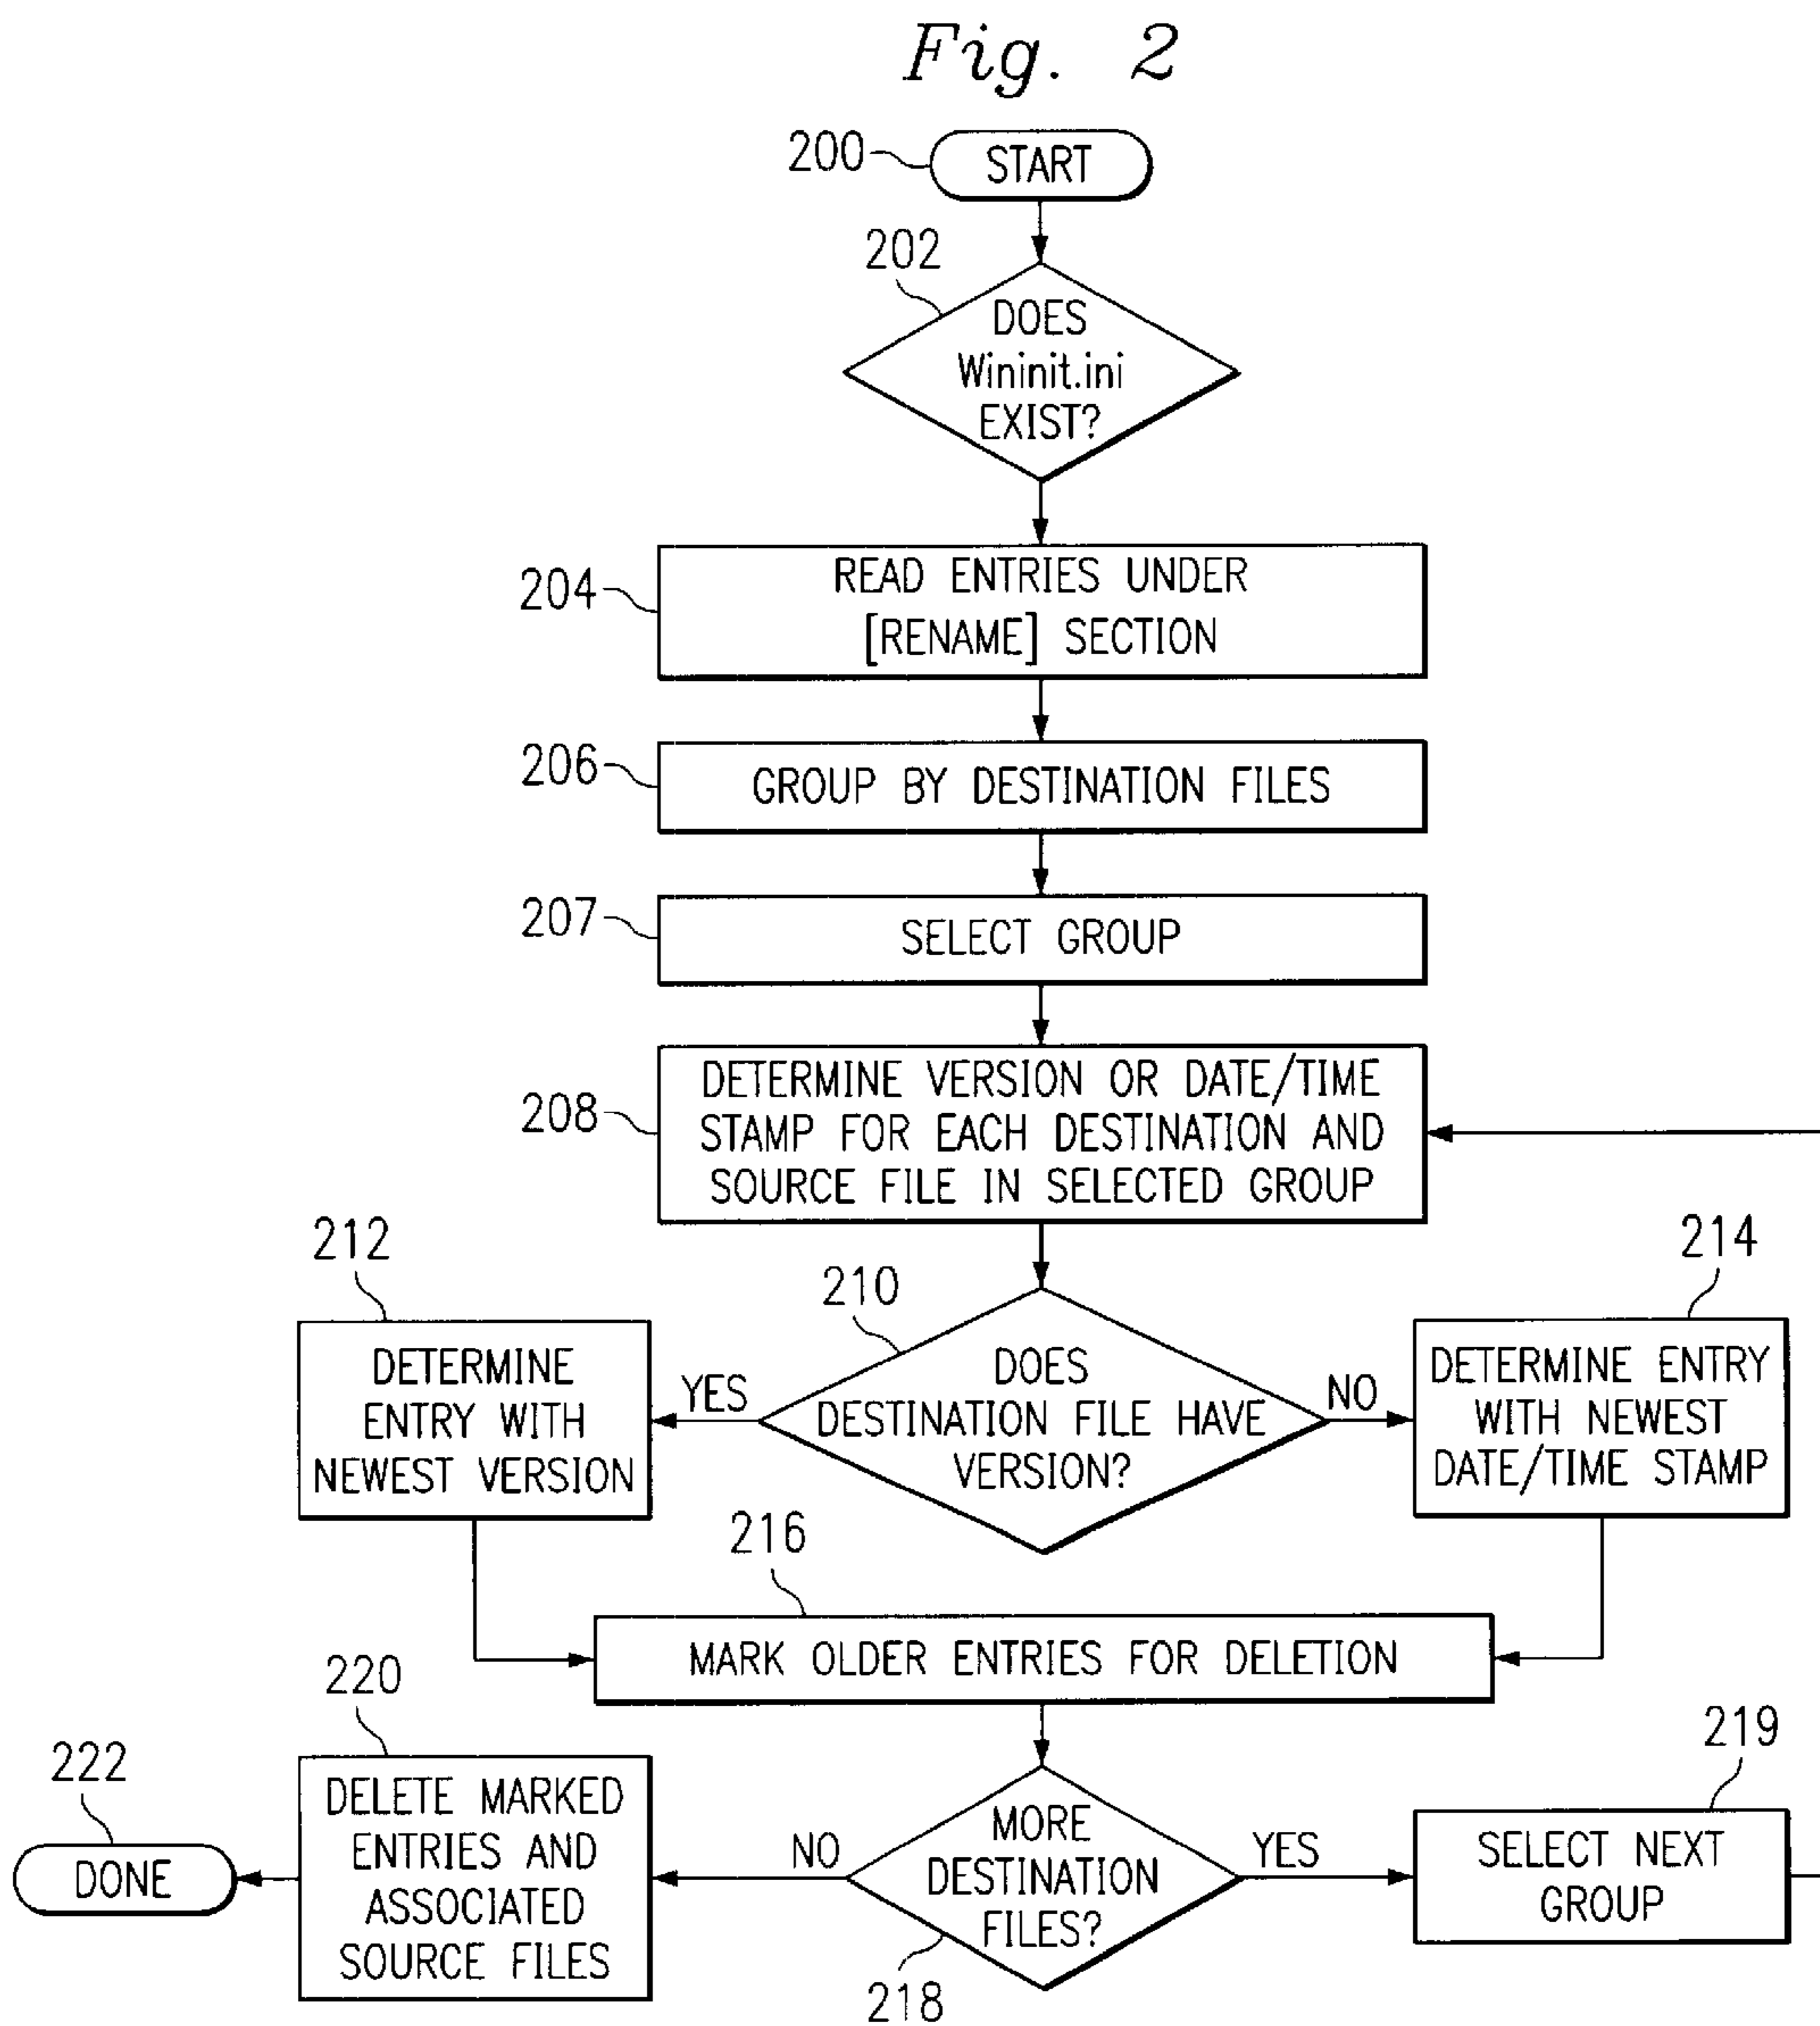 Fig. 2
200
START
202
DOES
Wininit.ini
EXIST?
204
READ ENTRIES UNDER
[RENAME] SECTION
206
GROUP BY DESTINATION FILES
207
SELECT GROUP
208
DETERMINE VERSION OR DATE/TIME
STAMP FOR EACH DESTINATION AND
SOURCE FILE IN SELECTED GROUP
210
DOES
DESTINATION FILE HAVE
VERSION?
YES
NO
212
DETERMINE
ENTRY WITH
NEWEST VERSION
214
DETERMINE ENTRY
WITH NEWEST
DATE/TIME STAMP
216
MARK OLDER ENTRIES FOR DELETION
218
MORE
DESTINATION
FILES?
NO
YES
219
SELECT NEXT
GROUP
220
DELETE MARKED
ENTRIES AND
ASSOCIATED
SOURCE FILES
222
DONE